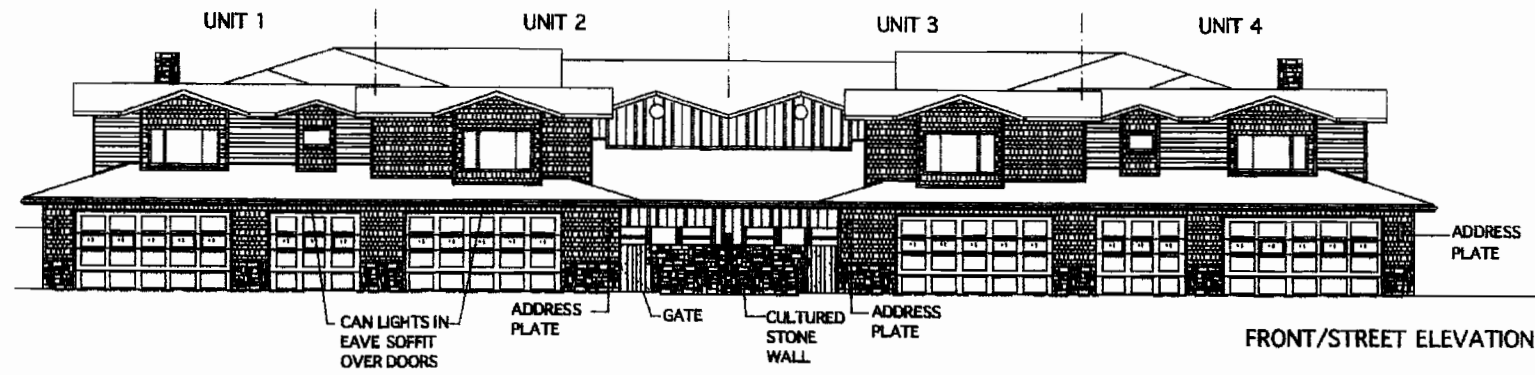 UNIT 1
UNIT 2
UNIT 3
UNIT 4
ADDRESS
PLATE
CAN LIGHTS IN
EAVE SOFFIT
OVER DOORS
ADDRESS
PLATE
GATE
CULTURED
STONE
WALL
ADDRESS
PLATE
FRONT/STREET ELEVATION